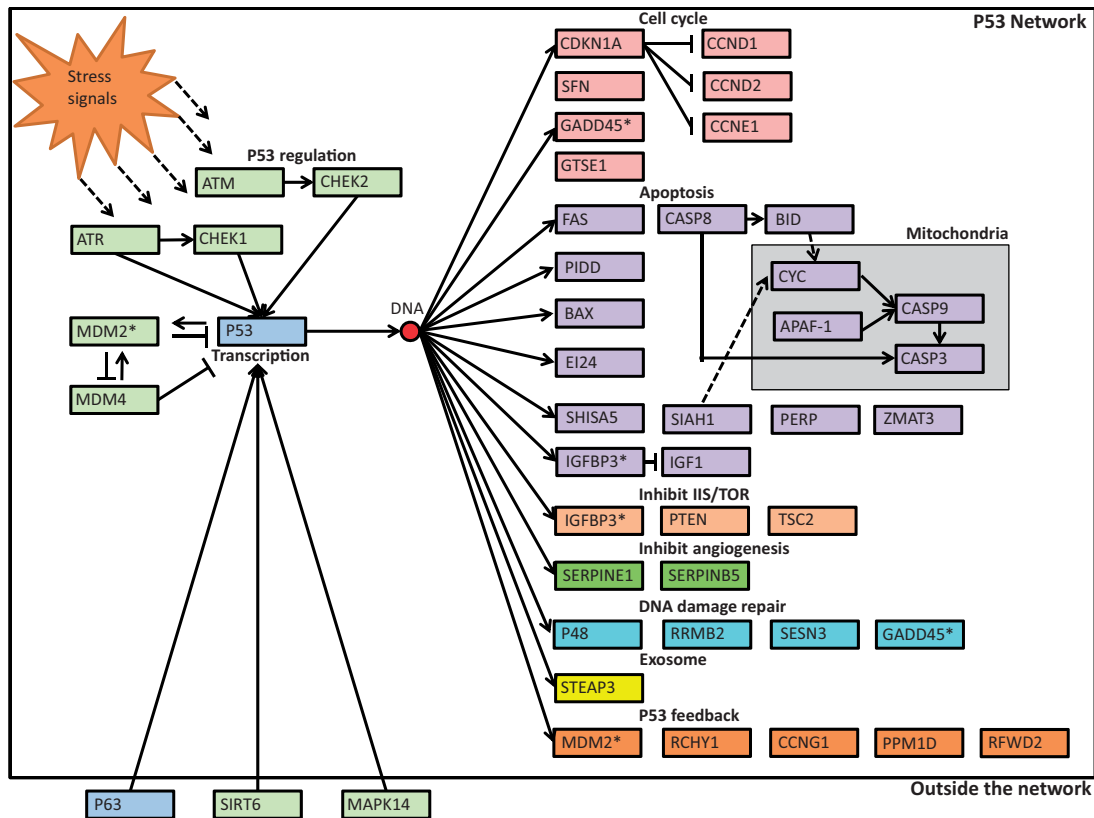 P53 Network
Stress
signals
P53 regulation
ATM
CHEK2
ATR
CHEK1
MDM2*
P53
Transcription
MDM4
DNA
Cell cycle
CDKN1A
CCND1
SFN
CCND2
GADD45*
CCNE1
GTSE1
Apoptosis
FAS
CASP8
BID
Mitochondria
PIDD
CYC
BAX
APAF-1
CASP9
EI24
CASP3
SHISA5
SIAH1
PERP
ZMAT3
IGFBP3*
IGF1
Inhibit IIS/TOR
IGFBP3*
PTEN
TSC2
Inhibit angiogenesis
SERPINE1
SERPINB5
DNA damage repair
P48
RRMB2
SESN3
GADD45*
Exosome
STEAP3
P53 feedback
MDM2*
RCHY1
CCNG1
PPM1D
RFWD2
Outside the network
P63
SIRT6
MAPK14